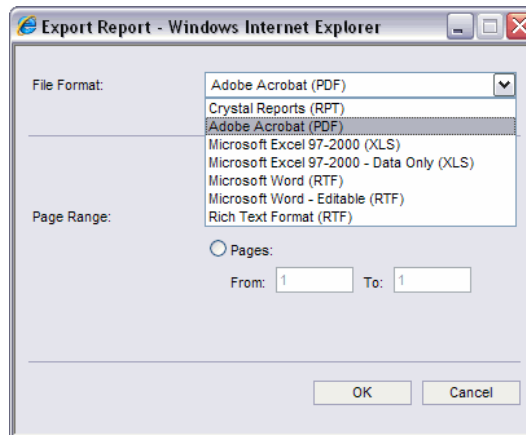 Export Report - Windows Internet Explorer
File Format:
Adobe Acrobat (PDF)
Crystal Reports (RPT)
Adobe Acrobat (PDF)
Microsoft Excel 97-2000 (XLS)
Microsoft Excel 97-2000 - Data Only (XLS)
Microsoft Word (RTF)
Microsoft Word - Editable (RTF)
Rich Text Format (RTF)
Page Range:
Pages:
From: 1 To: 1
OK Cancel